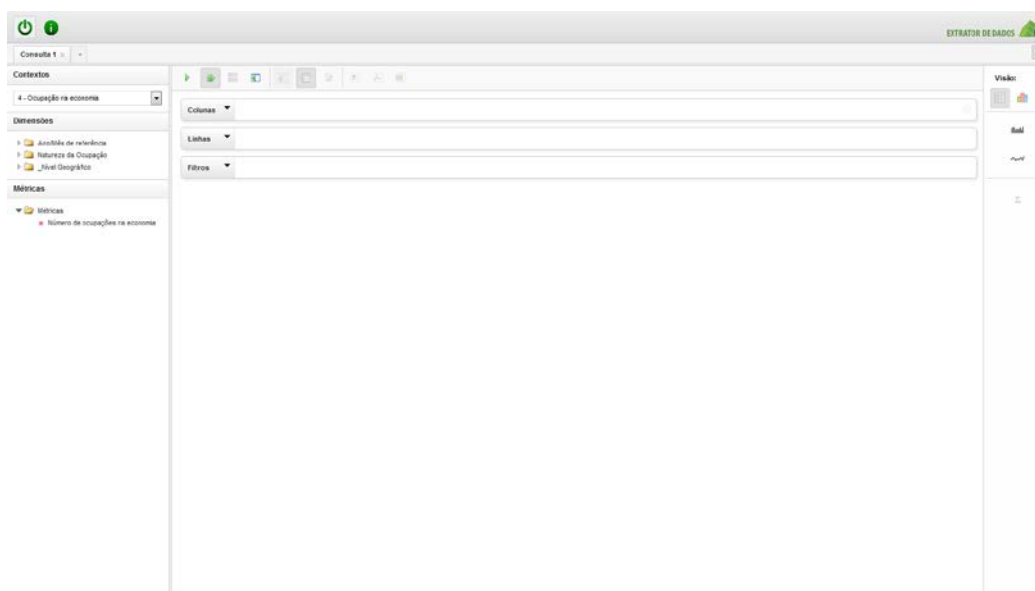 EXTRATOR DE DADOS
Consulta 1
Contextos
4 - Ocupação na economia
Dimensões
Ano/Mês de referência
Natureza da Ocupação
_Nível Geográfico
Métricas
Métricas
Número de ocupações na economia
Colunas
Linhas
Filtros
Visão: